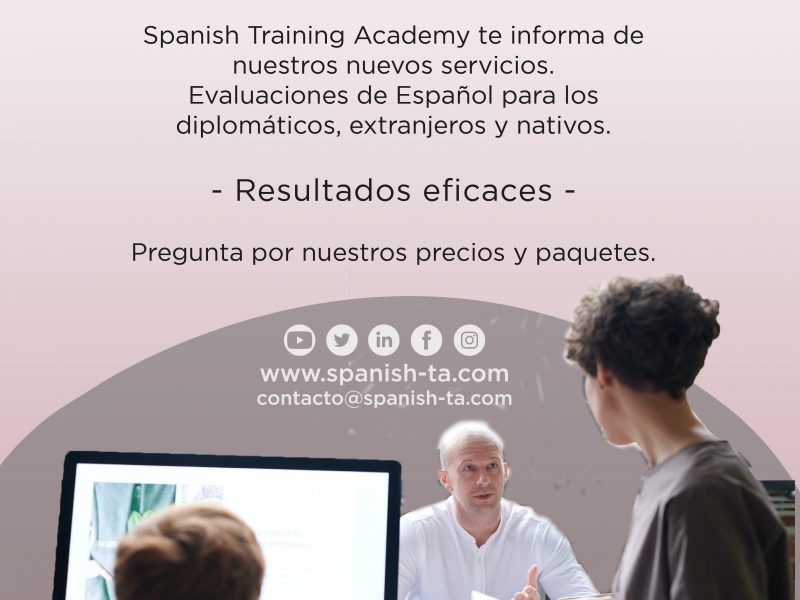 Spanish Training Academy te informa de
nuestros nuevos servicios.
Evaluaciones de Español para los
diplomáticos, extranjeros y nativos.
- Resultados eficaces -
Pregunta por nuestros precios y paquetes.
www.spanish-ta.com
contacto@spanish-ta.com